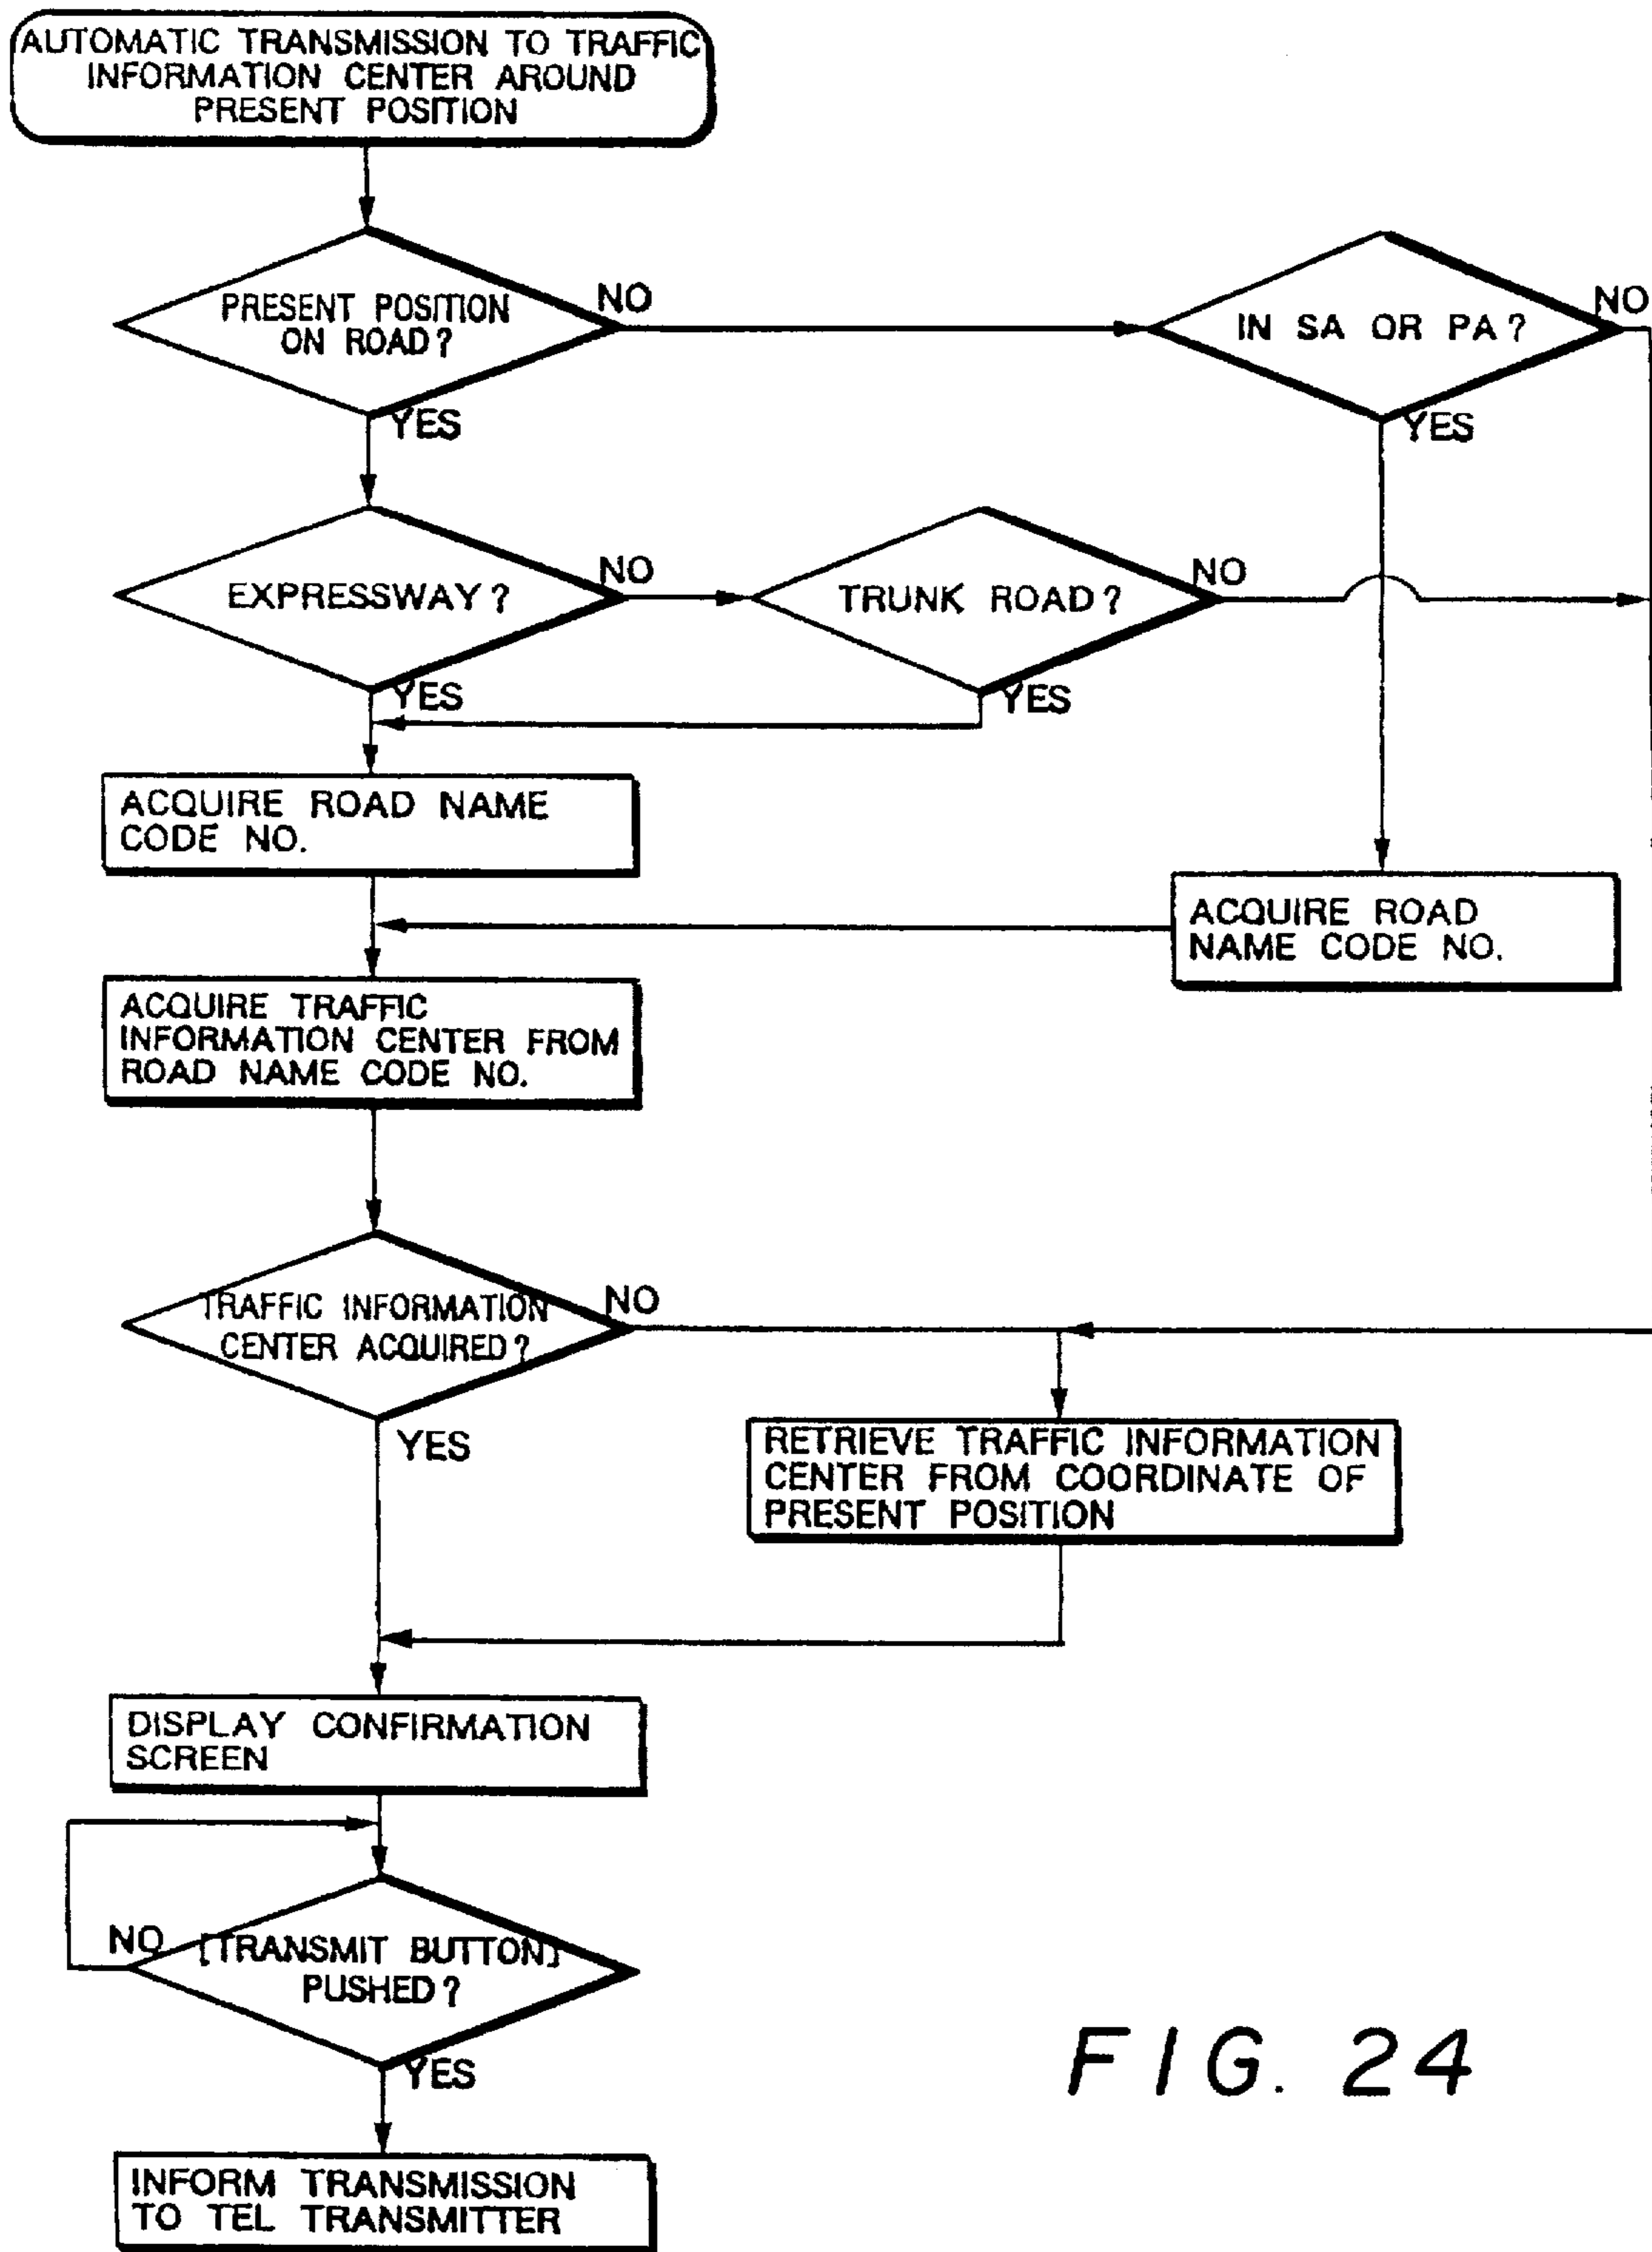 AUTOMATIC TRANSMISSION TO TRAFFIC
INFORMATION CENTER AROUND
PRESENT POSITION
PRESENT POSITION
ON ROAD?
NO
YES
IN SA OR PA?
NO
YES
EXPRESSWAY?
NO
YES
TRUNK ROAD?
NO
YES
ACQUIRE ROAD NAME
CODE NO.
ACQUIRE ROAD
NAME CODE NO.
ACQUIRE TRAFFIC
INFORMATION CENTER FROM
ROAD NAME CODE NO.
TRAFFIC INFORMATION
CENTER ACQUIRED?
NO
YES
RETRIEVE TRAFFIC INFORMATION
CENTER FROM COORDINATE OF
PRESENT POSITION
DISPLAY CONFIRMATION
SCREEN
NO
[TRANSMIT BUTTON]
PUSHED?
YES
INFORM TRANSMISSION
TO TEL TRANSMITTER
FIG. 24